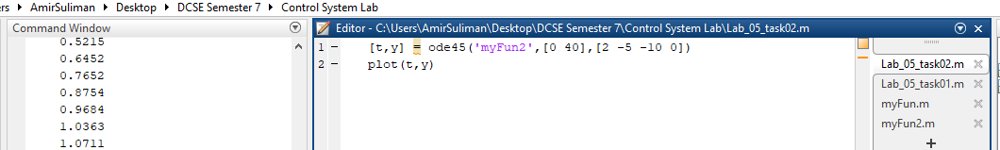 rs ▸ AmirSuliman ▸ Desktop ▸ DCSE Semester 7 ▸ Control System Lab
Command Window
0.5215
0.6452
0.7652
0.8754
0.9684
1.0363
1.0711
Editor - C:\Users\AmirSuliman\Desktop\DCSE Semester 7\Control System Lab\Lab_05_task02.m
1 - [t,y] = ode45('myFun2',[0 40],[2 -5 -10 0])
2 - plot(t,y)
Lab_05_task02.m
Lab_05_task01.m
myFun.m
myFun2.m
+